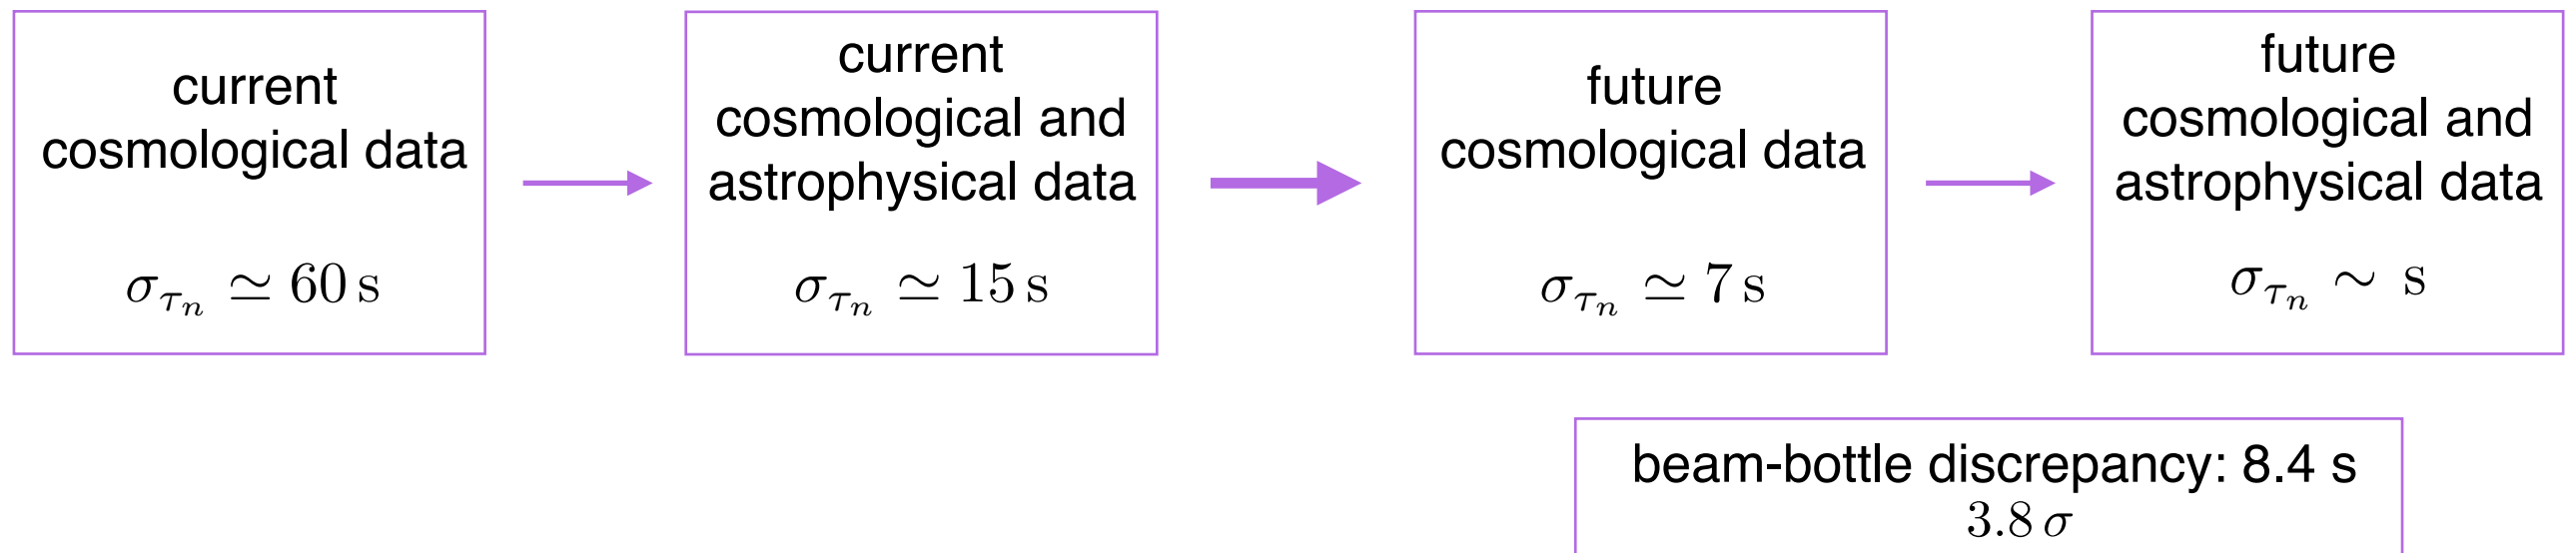 current
cosmological data
σ_{τ_n} ≃ 60 s
current
cosmological and
astrophysical data
σ_{τ_n} ≃ 15 s
future
cosmological data
σ_{τ_n} ≃ 7 s
future
cosmological and
astrophysical data
σ_{τ_n} ∼ s
beam-bottle discrepancy: 8.4 s
3.8 σ